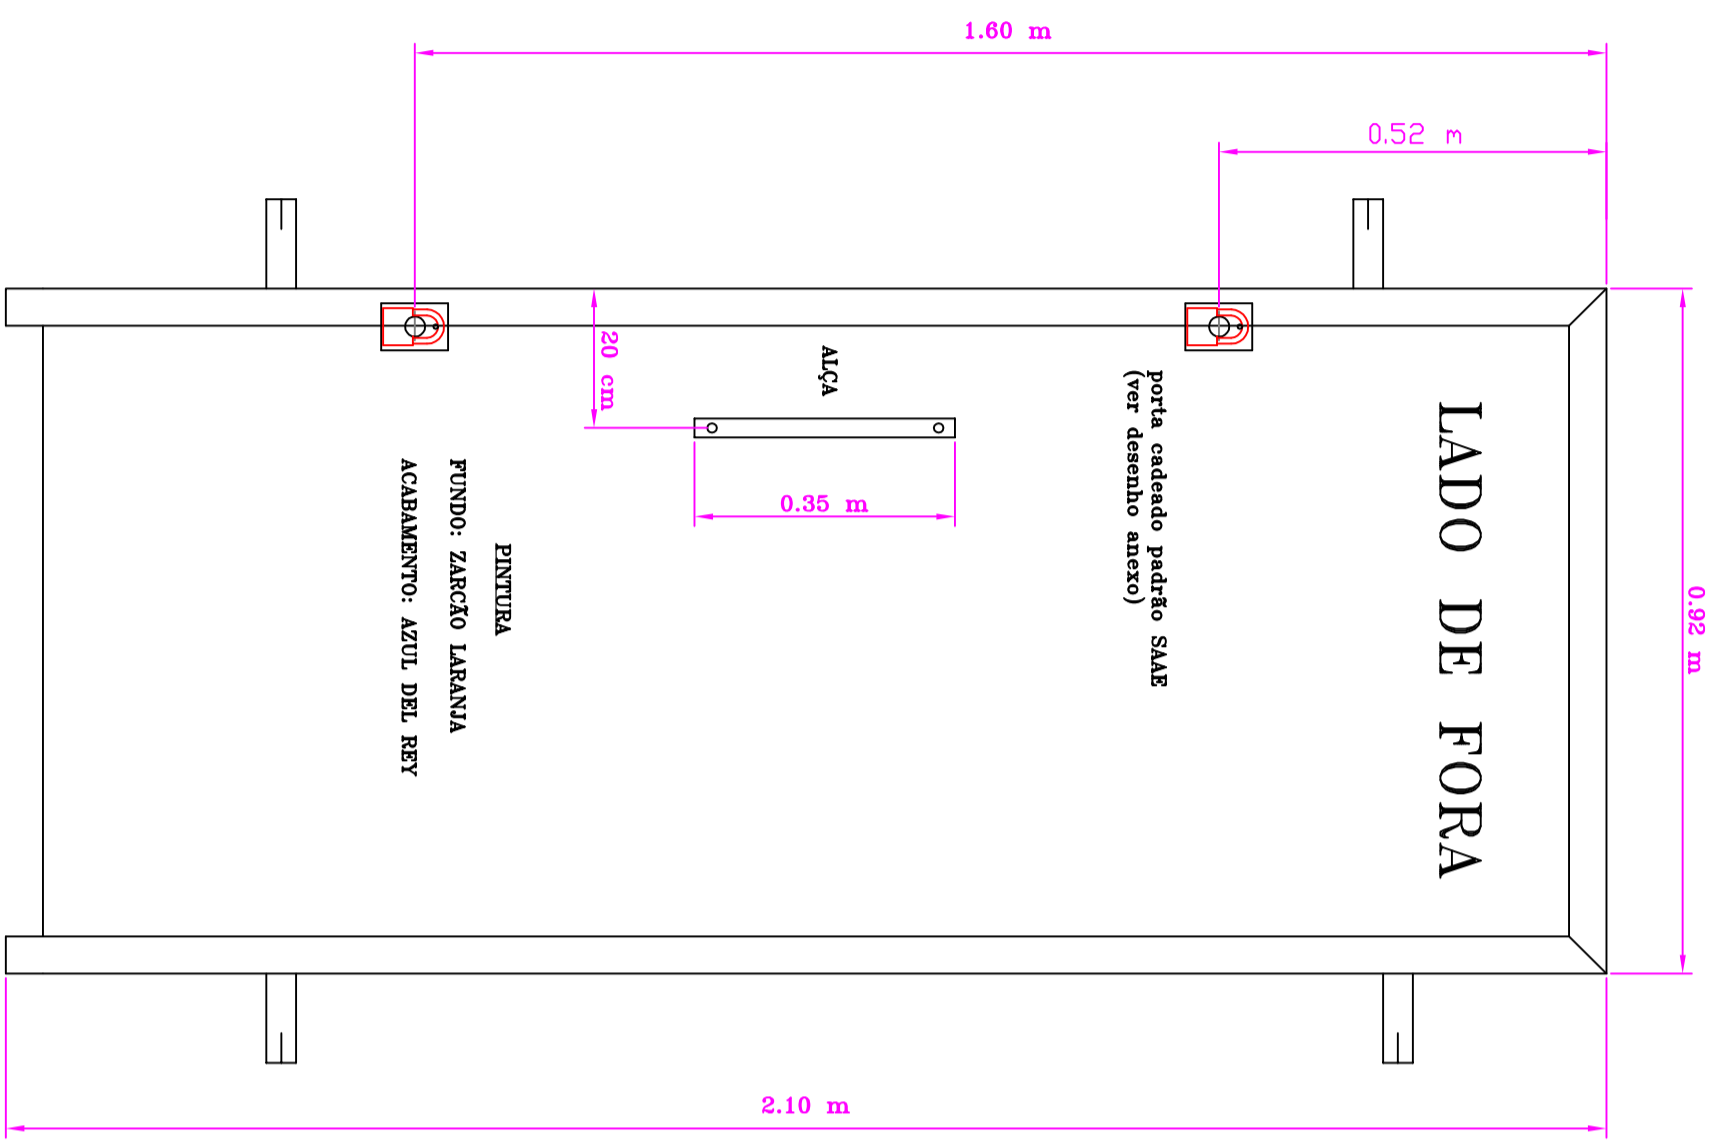 1.60 m
0.52 m
0.92 m
LADO DE FORA
porta cadeado padrão SAAE
(ver desenho anexo)
ALÇA
20 cm
0.35 m
PINTURA
FUNDO: ZARCÃO LARANJA
ACABAMENTO: AZUL DEL REY
2.10 m